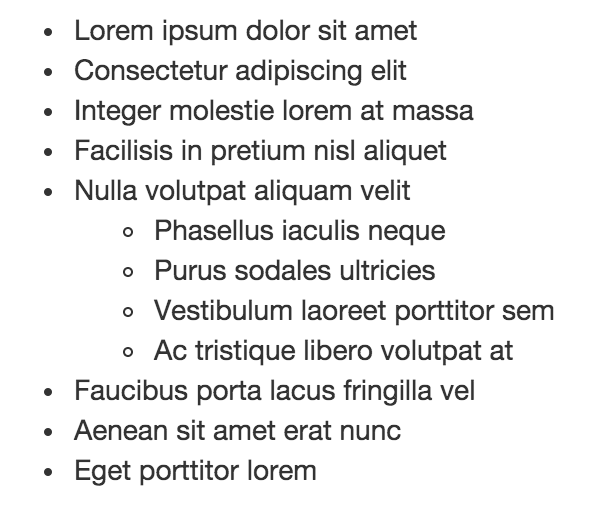 • Lorem ipsum dolor sit amet
• Consectetur adipiscing elit
• Integer molestie lorem at massa
• Facilisis in pretium nisl aliquet
• Nulla volutpat aliquam velit
◦ Phasellus iaculis neque
◦ Purus sodales ultricies
◦ Vestibulum laoreet porttitor sem
◦ Ac tristique libero volutpat at
• Faucibus porta lacus fringilla vel
• Aenean sit amet erat nunc
• Eget porttitor lorem